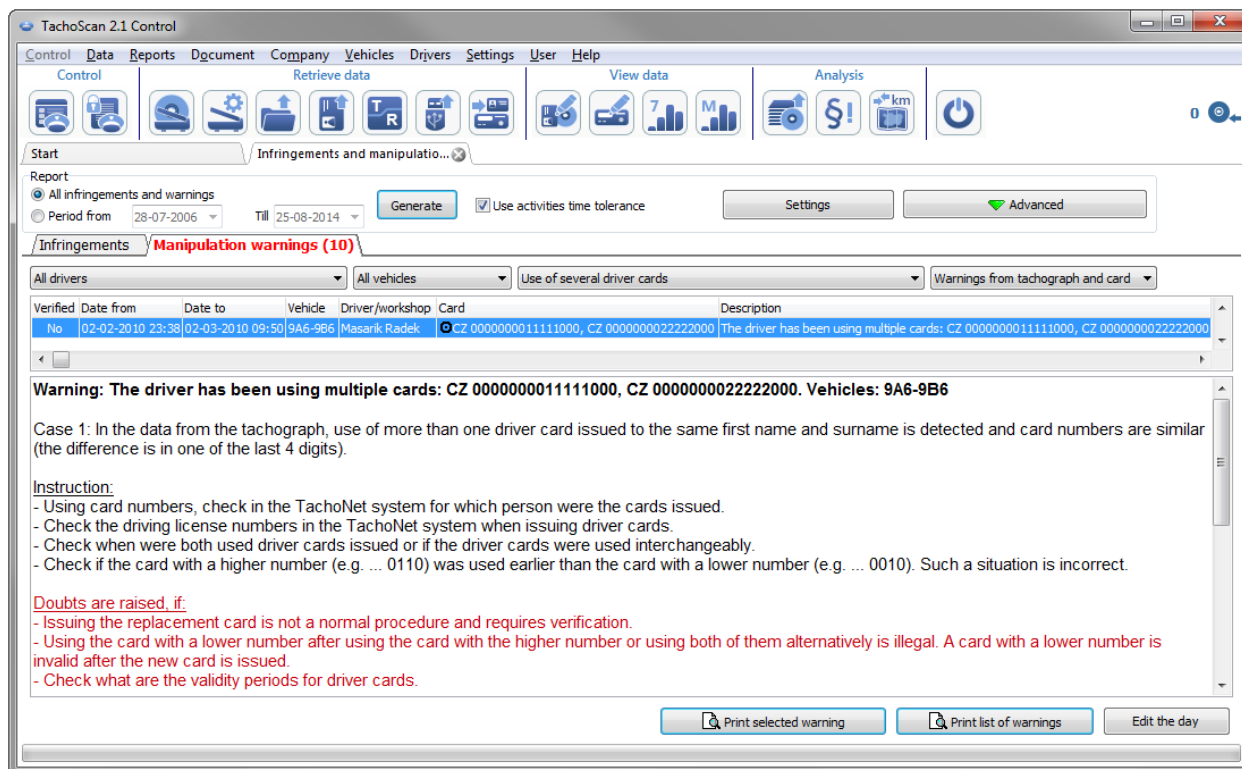 TachoScan 2.1 Control
Control Data Reports Document Company Vehicles Drivers Settings User Help
Control Retrieve data View data Analysis
T R 7 M §! km 0
Start Infringements and manipulatio...
Report
All infringements and warnings
Period from 28-07-2006 Till 25-08-2014 Generate Use activities time tolerance Settings Advanced
Infringements Manipulation warnings (10)
All drivers All vehicles Use of several driver cards Warnings from tachograph and card
Verified Date from Date to Vehicle Driver/workshop Card Description
No 02-02-2010 23:38 02-03-2010 09:50 9A6-9B6 Masarik Radek CZ 0000000011111000, CZ 0000000022222000 The driver has been using multiple cards: CZ 0000000011111000, CZ 0000000022222000
Warning: The driver has been using multiple cards: CZ 0000000011111000, CZ 0000000022222000. Vehicles: 9A6-9B6
Case 1: In the data from the tachograph, use of more than one driver card issued to the same first name and surname is detected and card numbers are similar
(the difference is in one of the last 4 digits).
Instruction:
- Using card numbers, check in the TachoNet system for which person were the cards issued.
- Check the driving license numbers in the TachoNet system when issuing driver cards.
- Check when were both used driver cards issued or if the driver cards were used interchangeably.
- Check if the card with a higher number (e.g. ... 0110) was used earlier than the card with a lower number (e.g. ... 0010). Such a situation is incorrect.
Doubts are raised, if:
- Issuing the replacement card is not a normal procedure and requires verification.
- Using the card with a lower number after using the card with the higher number or using both of them alternatively is illegal. A card with a lower number is
invalid after the new card is issued.
- Check what are the validity periods for driver cards.
Print selected warning Print list of warnings Edit the day